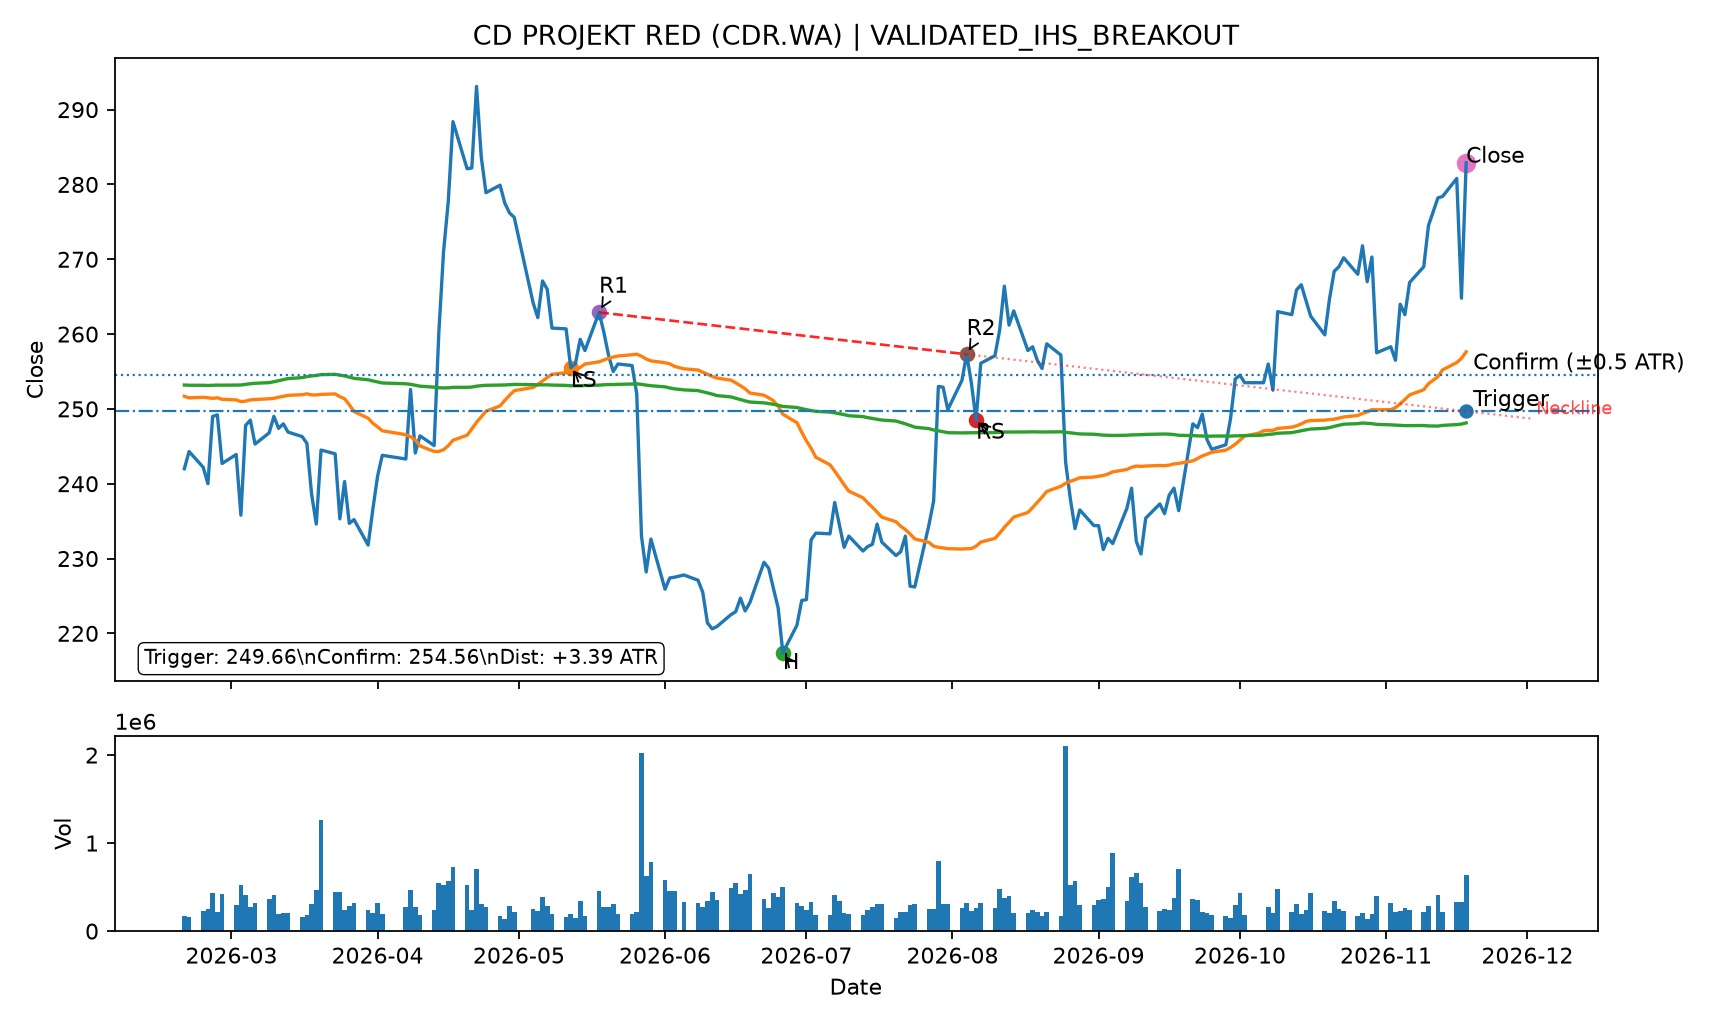 CD PROJEKT RED (CDR.WA) | VALIDATED_IHS_BREAKOUT
Close
290
280
270
260
250
240
230
220
R1
LS
H
R2
RS
Close
Confirm (±0.5 ATR)
Trigger
Neckline
Trigger: 249.66\nConfirm: 254.56\nDist: +3.39 ATR
1e6
Vol
2
1
0
2026-03
2026-04
2026-05
2026-06
2026-07
2026-08
2026-09
2026-10
2026-11
2026-12
Date